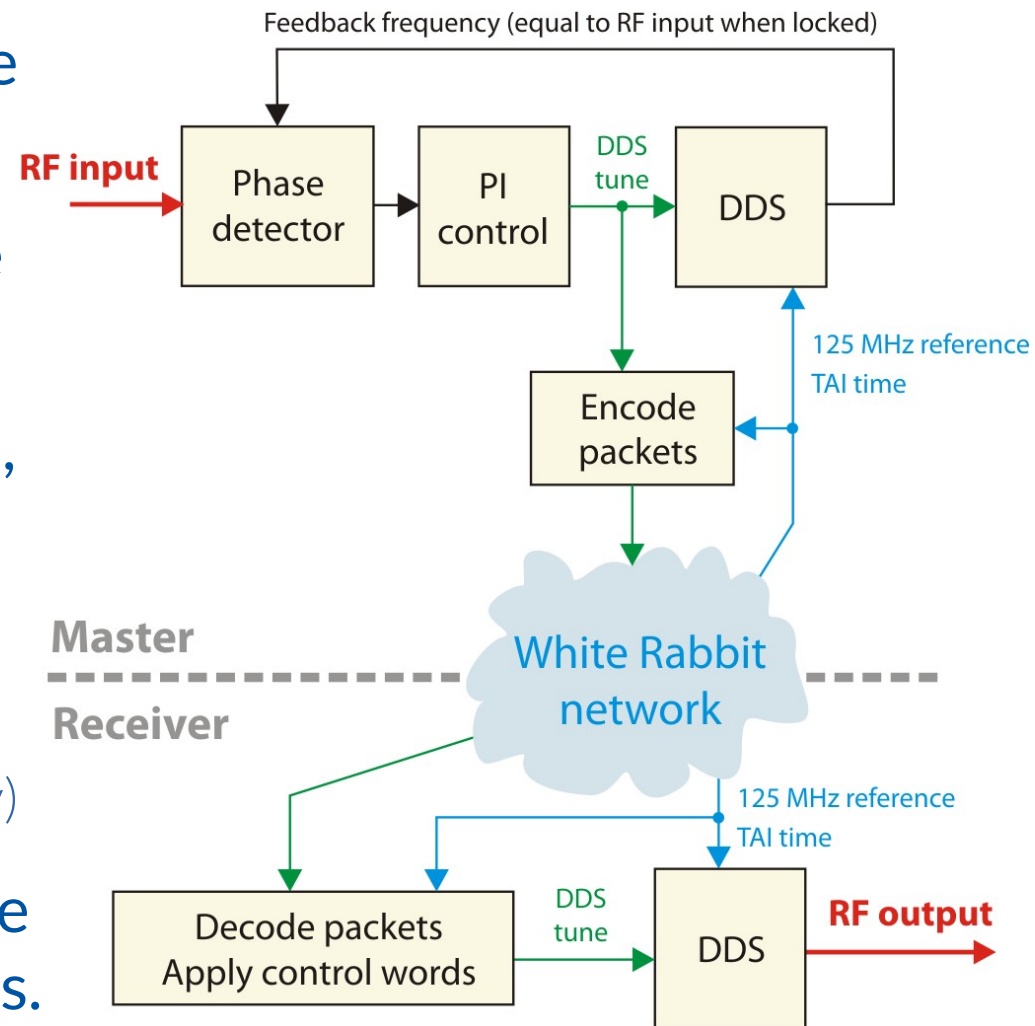 Feedback frequency (equal to RF input when locked)
e
RF input
Phase
detector
PI
control
DDS
tune
DDS
e
125 MHz reference
TAI time
Encode
packets
,
Master
White Rabbit
network
Receiver
)
125 MHz reference
TAI time
Decode packets
Apply control words
DDS
tune
DDS
RF output
e
s.